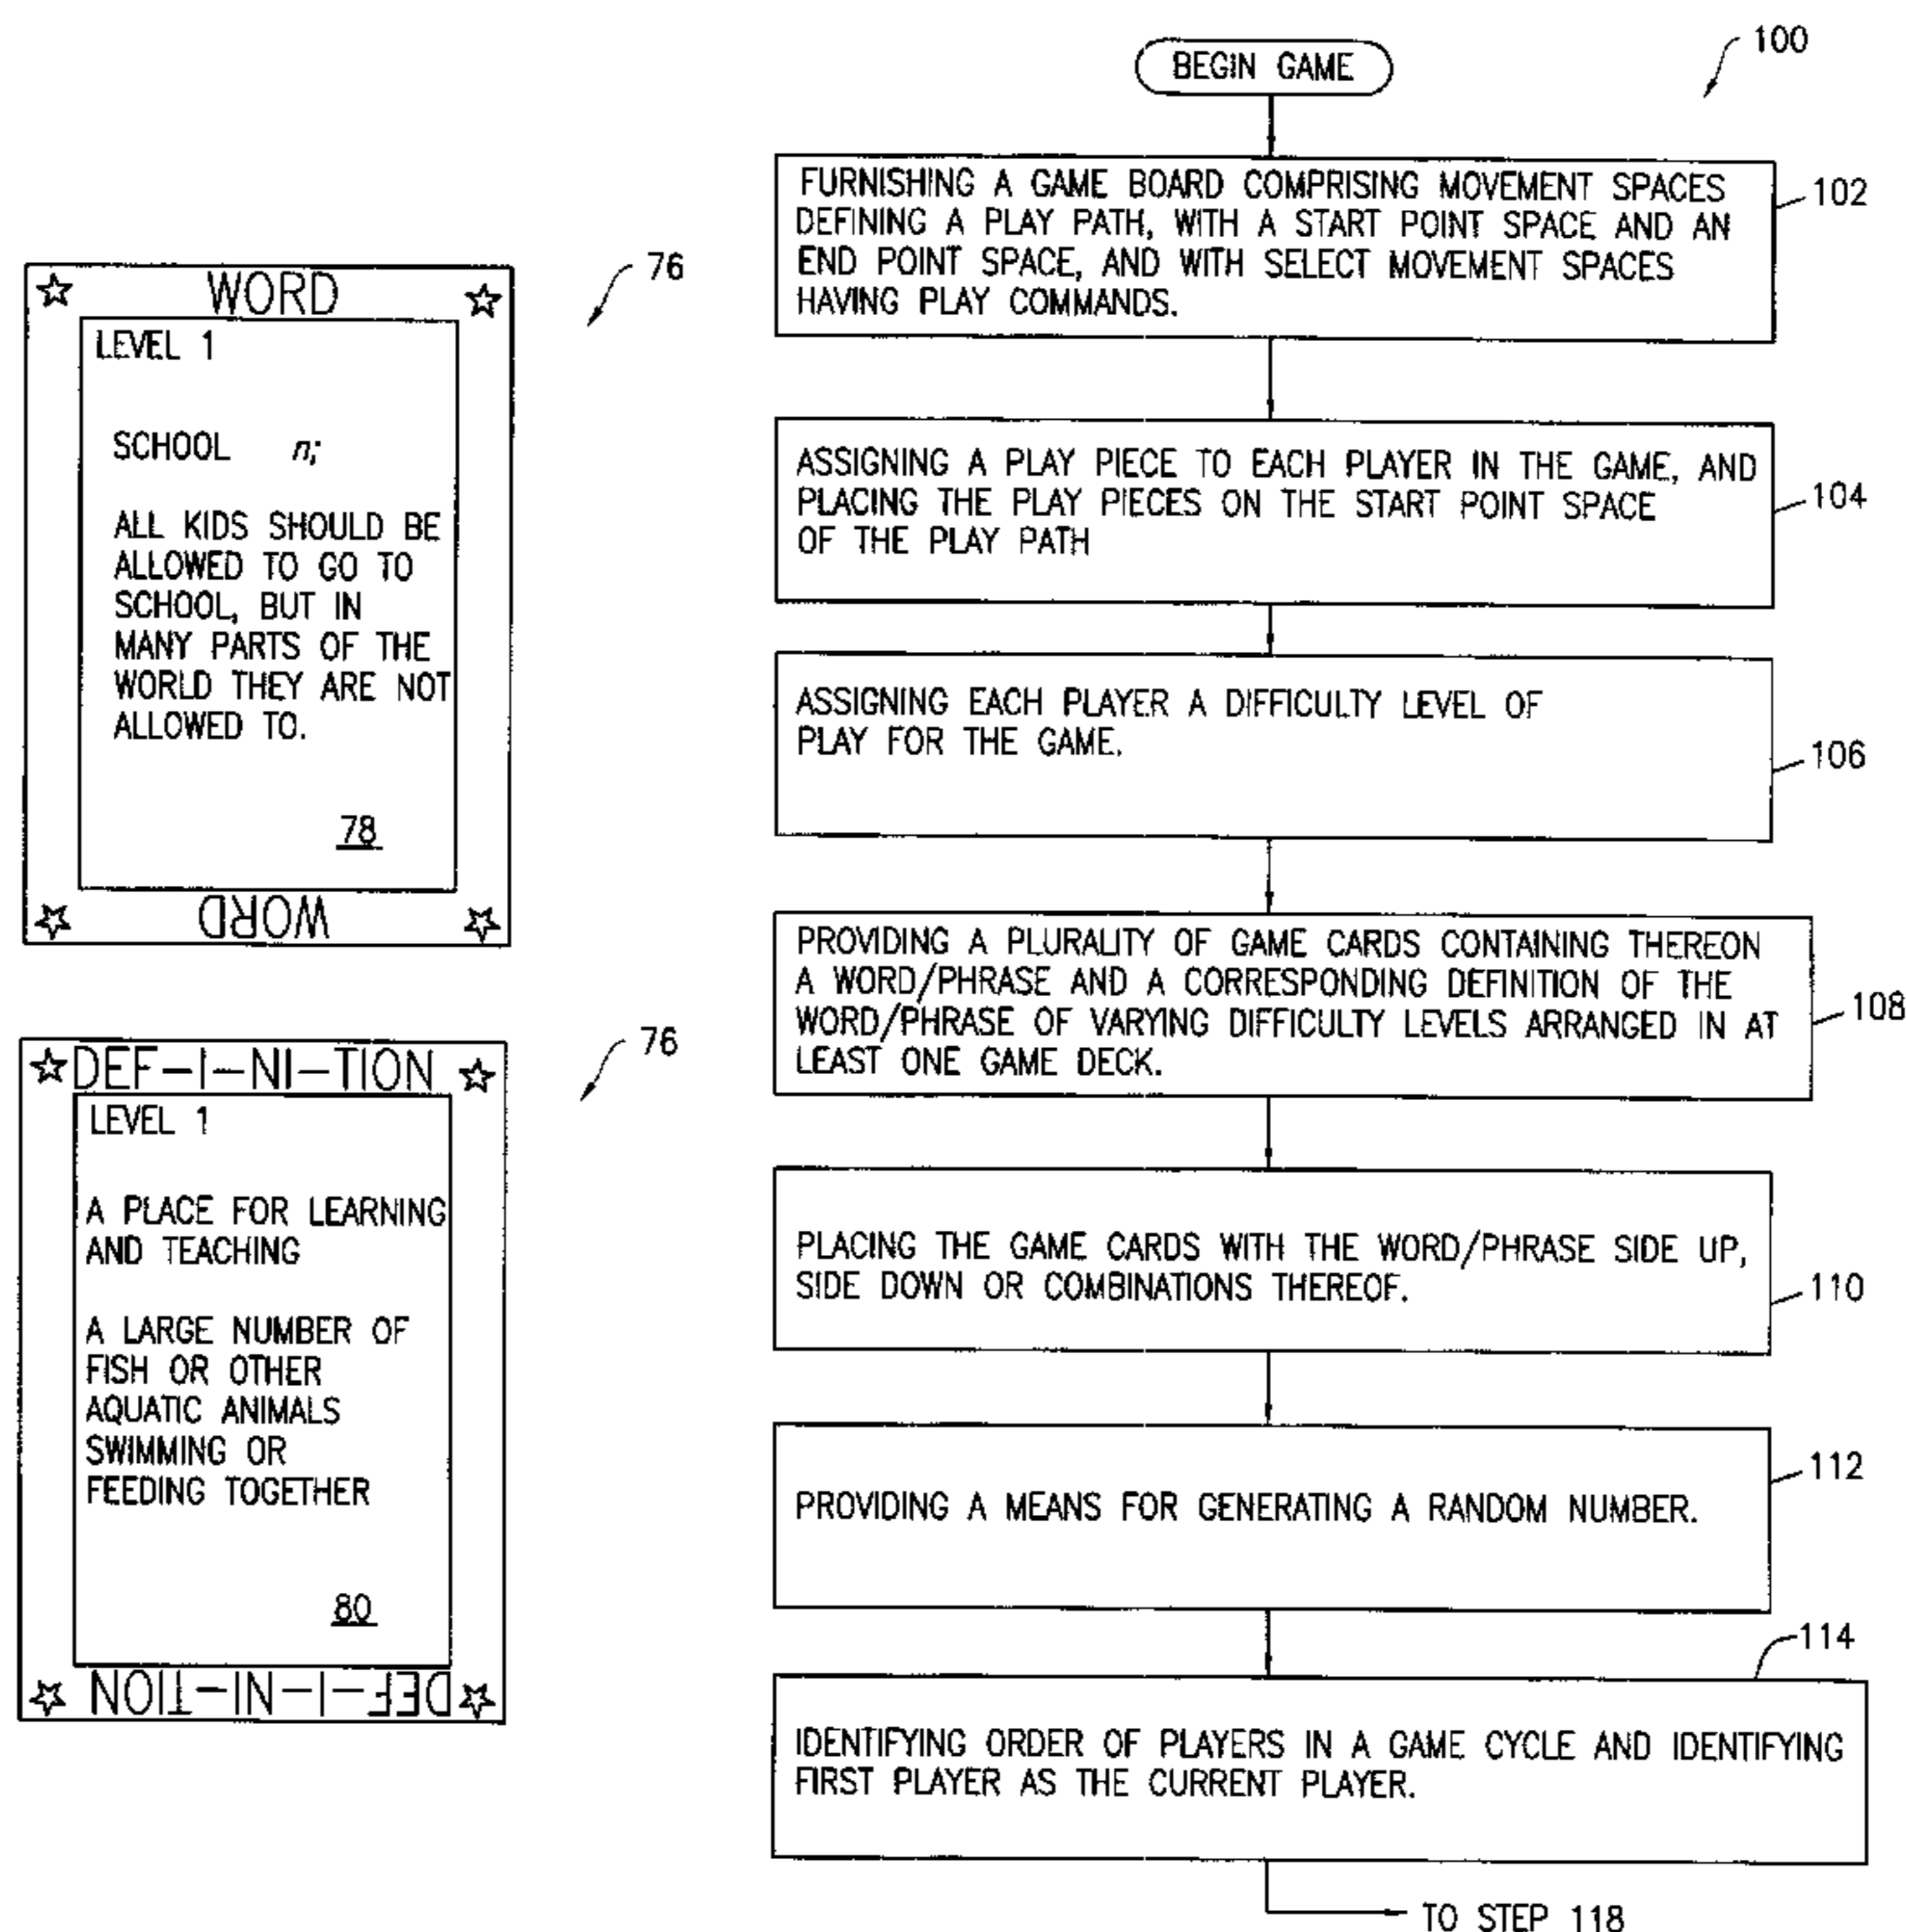 WORD
LEVEL 1
SCHOOL n;
ALL KIDS SHOULD BE
ALLOWED TO GO TO
SCHOOL, BUT IN
MANY PARTS OF THE
WORLD THEY ARE NOT
ALLOWED TO.
78
WORD
76
DEF-I-NI-TION
LEVEL 1
A PLACE FOR LEARNING
AND TEACHING
A LARGE NUMBER OF
FISH OR OTHER
AQUATIC ANIMALS
SWIMMING OR
FEEDING TOGETHER
80
DEF-I-NI-TION
76
BEGIN GAME
100
FURNISHING A GAME BOARD COMPRISING MOVEMENT SPACES
DEFINING A PLAY PATH, WITH A START POINT SPACE AND AN
END POINT SPACE, AND WITH SELECT MOVEMENT SPACES
HAVING PLAY COMMANDS.
102
ASSIGNING A PLAY PIECE TO EACH PLAYER IN THE GAME, AND
PLACING THE PLAY PIECES ON THE START POINT SPACE
OF THE PLAY PATH
104
ASSIGNING EACH PLAYER A DIFFICULTY LEVEL OF
PLAY FOR THE GAME.
106
PROVIDING A PLURALITY OF GAME CARDS CONTAINING THEREON
A WORD/PHRASE AND A CORRESPONDING DEFINITION OF THE
WORD/PHRASE OF VARYING DIFFICULTY LEVELS ARRANGED IN AT
LEAST ONE GAME DECK.
108
PLACING THE GAME CARDS WITH THE WORD/PHRASE SIDE UP,
SIDE DOWN OR COMBINATIONS THEREOF.
110
PROVIDING A MEANS FOR GENERATING A RANDOM NUMBER.
112
114
IDENTIFYING ORDER OF PLAYERS IN A GAME CYCLE AND IDENTIFYING
FIRST PLAYER AS THE CURRENT PLAYER.
TO STEP 118